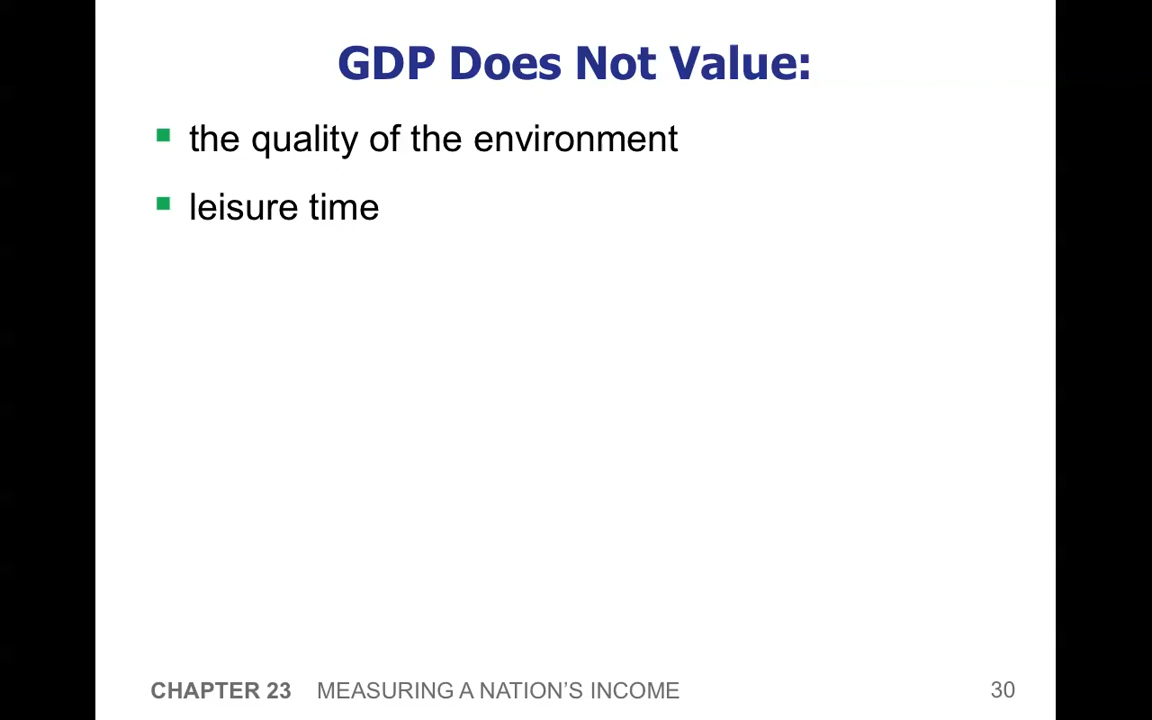 GDP Does Not Value:
the quality of the environment
leisure time
CHAPTER 23 MEASURING A NATION’S INCOME 30